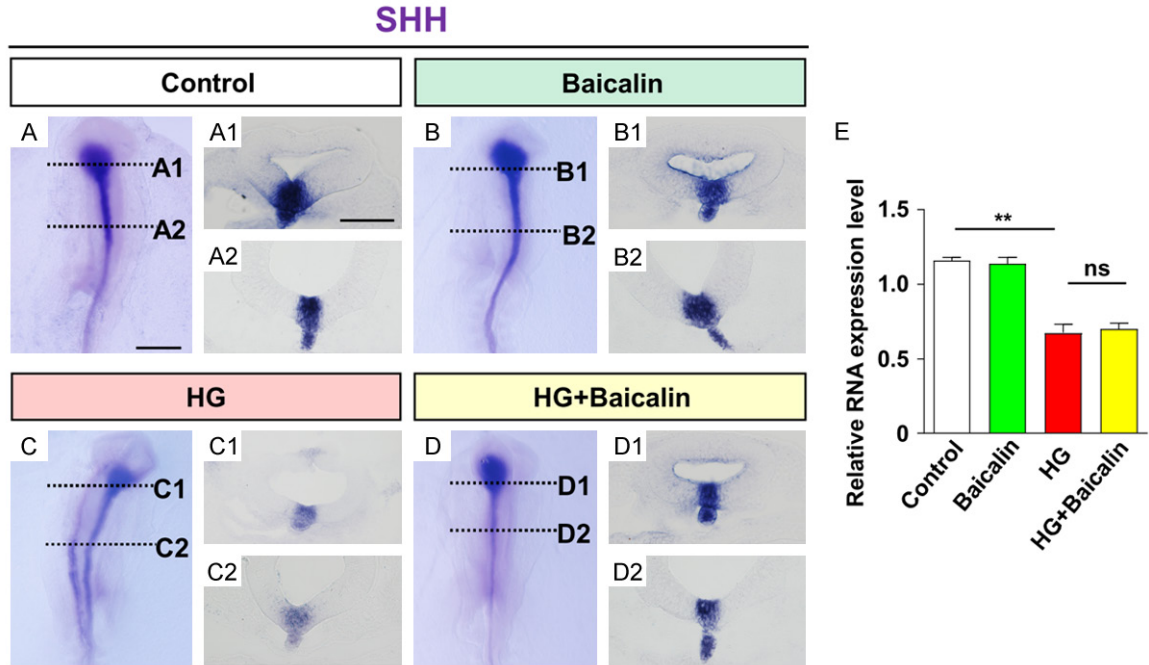 SHH
Control
Baicalin
A
A1
A1
A2
A2
B
B1
B1
B2
B2
HG
HG+Baicalin
C
C1
C1
C2
C2
D
D1
D1
D2
D2
E
Relative RNA expression level
1.5
1.0
0.5
0
**
ns
Control
Baicalin
HG
HG+Baicalin